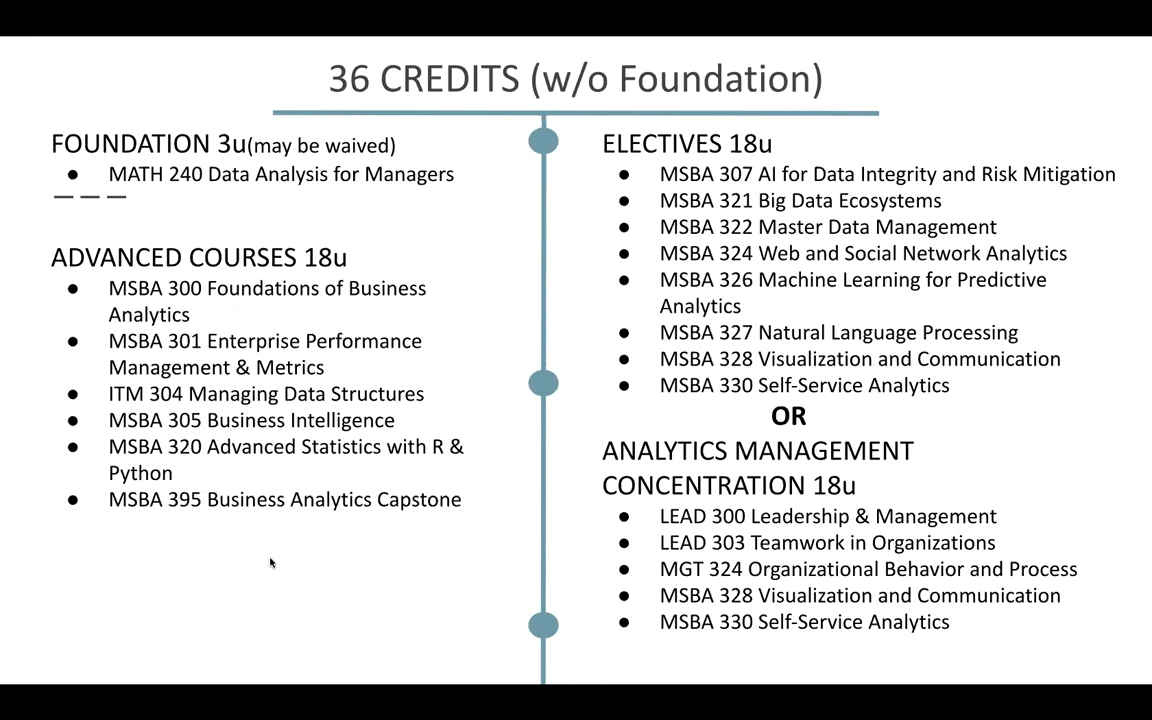 36 CREDITS (w/o Foundation)
FOUNDATION 3u(may be waived)
● MATH 240 Data Analysis for Managers
— — —
ADVANCED COURSES 18u
● MSBA 300 Foundations of Business
Analytics
● MSBA 301 Enterprise Performance
Management & Metrics
● ITM 304 Managing Data Structures
● MSBA 305 Business Intelligence
● MSBA 320 Advanced Statistics with R &
Python
● MSBA 395 Business Analytics Capstone
ELECTIVES 18u
● MSBA 307 AI for Data Integrity and Risk Mitigation
● MSBA 321 Big Data Ecosystems
● MSBA 322 Master Data Management
● MSBA 324 Web and Social Network Analytics
● MSBA 326 Machine Learning for Predictive
Analytics
● MSBA 327 Natural Language Processing
● MSBA 328 Visualization and Communication
● MSBA 330 Self-Service Analytics
OR
ANALYTICS MANAGEMENT
CONCENTRATION 18u
● LEAD 300 Leadership & Management
● LEAD 303 Teamwork in Organizations
● MGT 324 Organizational Behavior and Process
● MSBA 328 Visualization and Communication
● MSBA 330 Self-Service Analytics